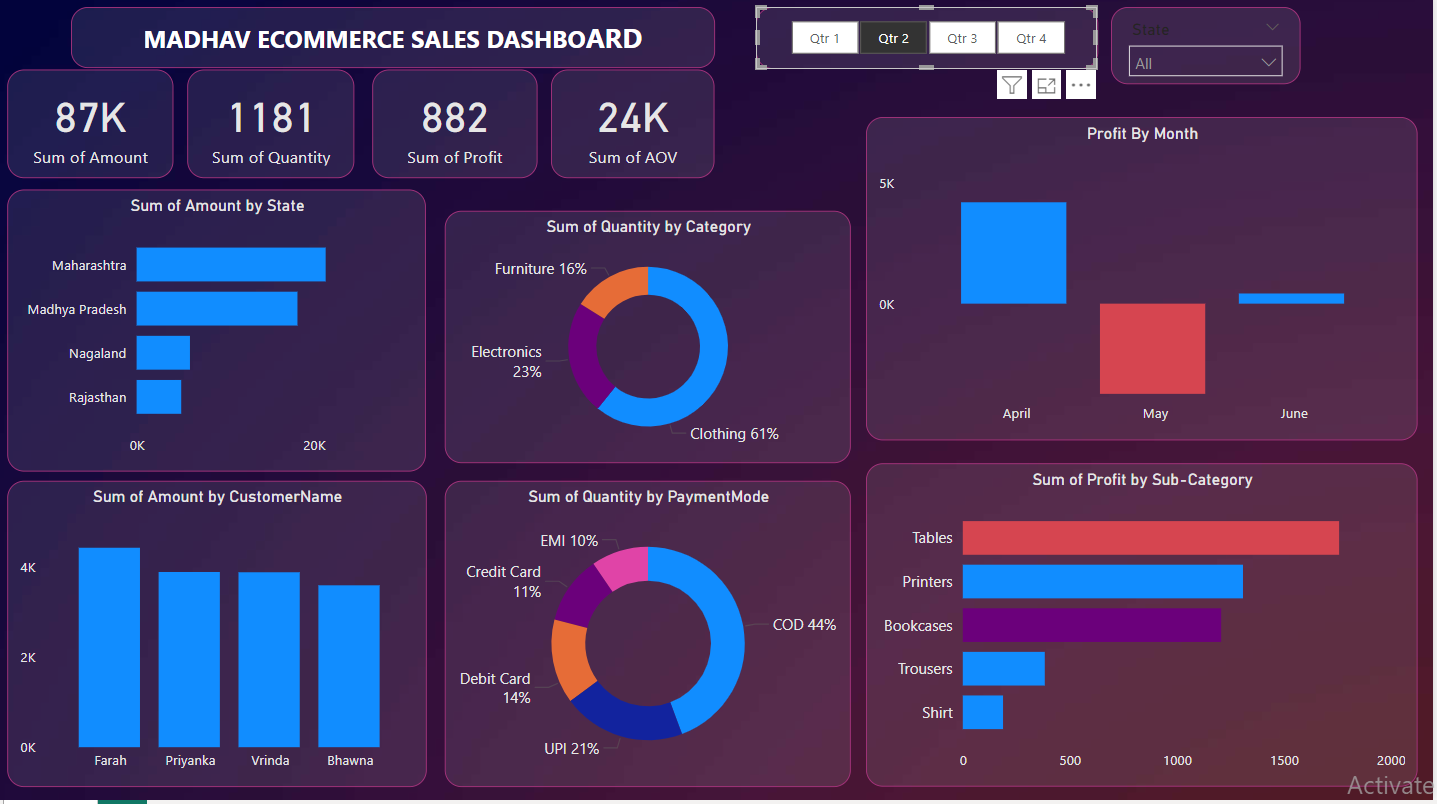 MADHAV ECOMMERCE SALES DASHBOARD
Qtr 1
Qtr 2
Qtr 3
Qtr 4
State
All
87K
Sum of Amount
1181
Sum of Quantity
882
Sum of Profit
24K
Sum of AOV
Sum of Amount by State
Maharashtra
Madhya Pradesh
Nagaland
Rajasthan
0K
20K
Sum of Quantity by Category
Furniture 16%
Electronics
23%
Clothing 61%
Profit By Month
5K
0K
April
May
June
Sum of Amount by CustomerName
4K
2K
0K
Farah
Priyanka
Vrinda
Bhawna
Sum of Quantity by PaymentMode
EMI 10%
Credit Card
11%
COD 44%
Debit Card
14%
UPI 21%
Sum of Profit by Sub-Category
Tables
Printers
Bookcases
Trousers
Shirt
0
500
1000
1500
2000
Activate